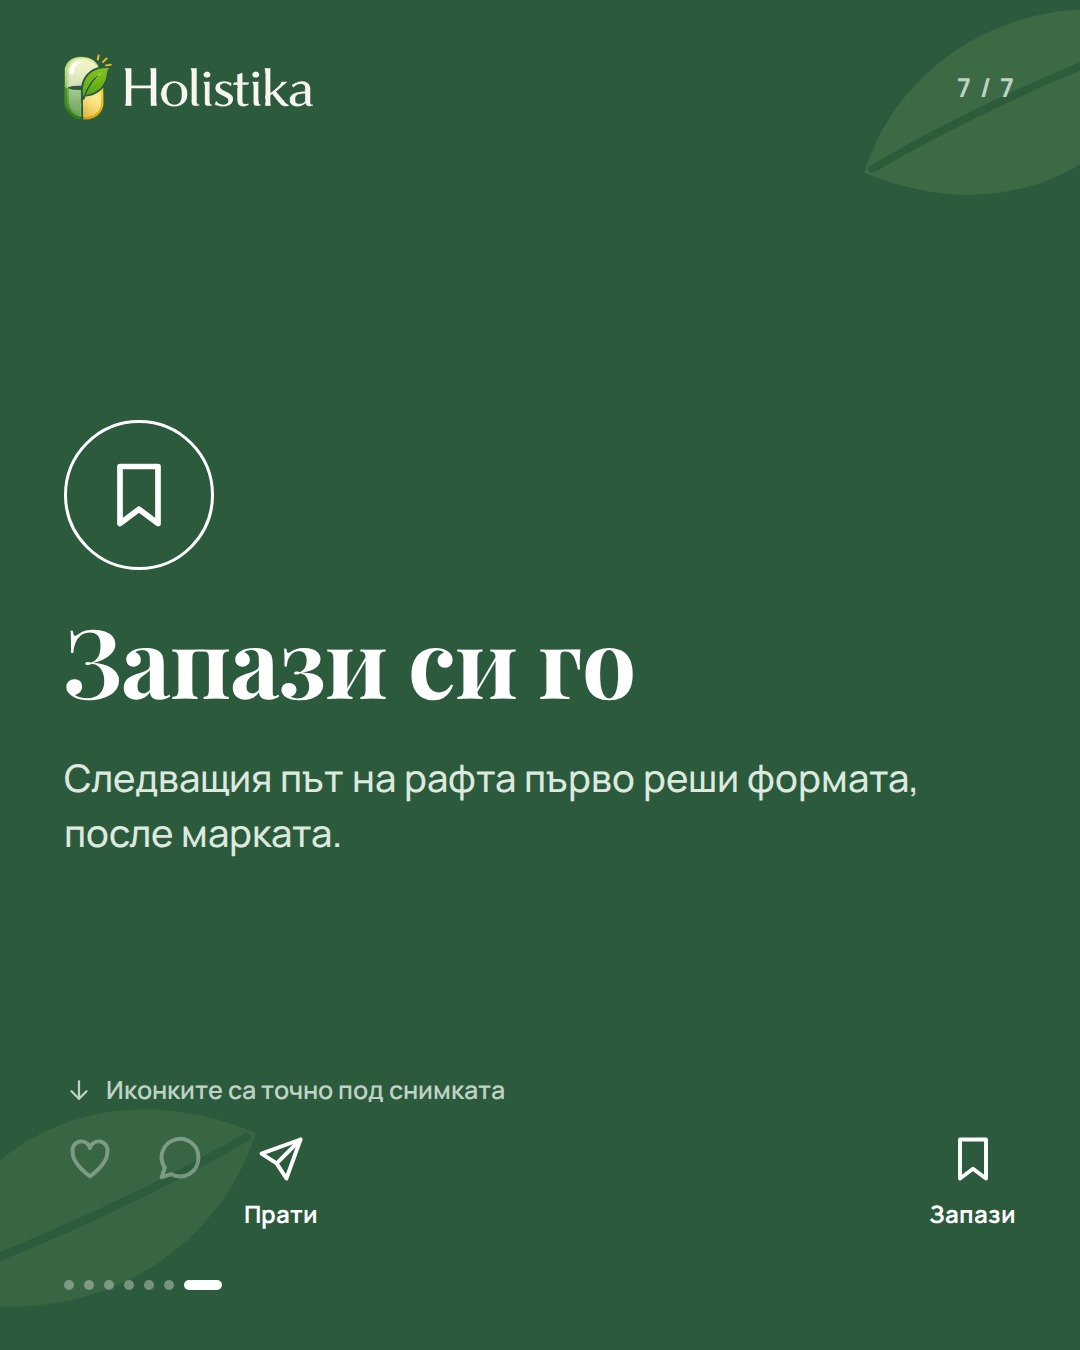 Holistika
7 / 7
Запази си го
Следващия път на рафта първо реши формата,
после марката.
↓ Иконките са точно под снимката
Прати
Запази